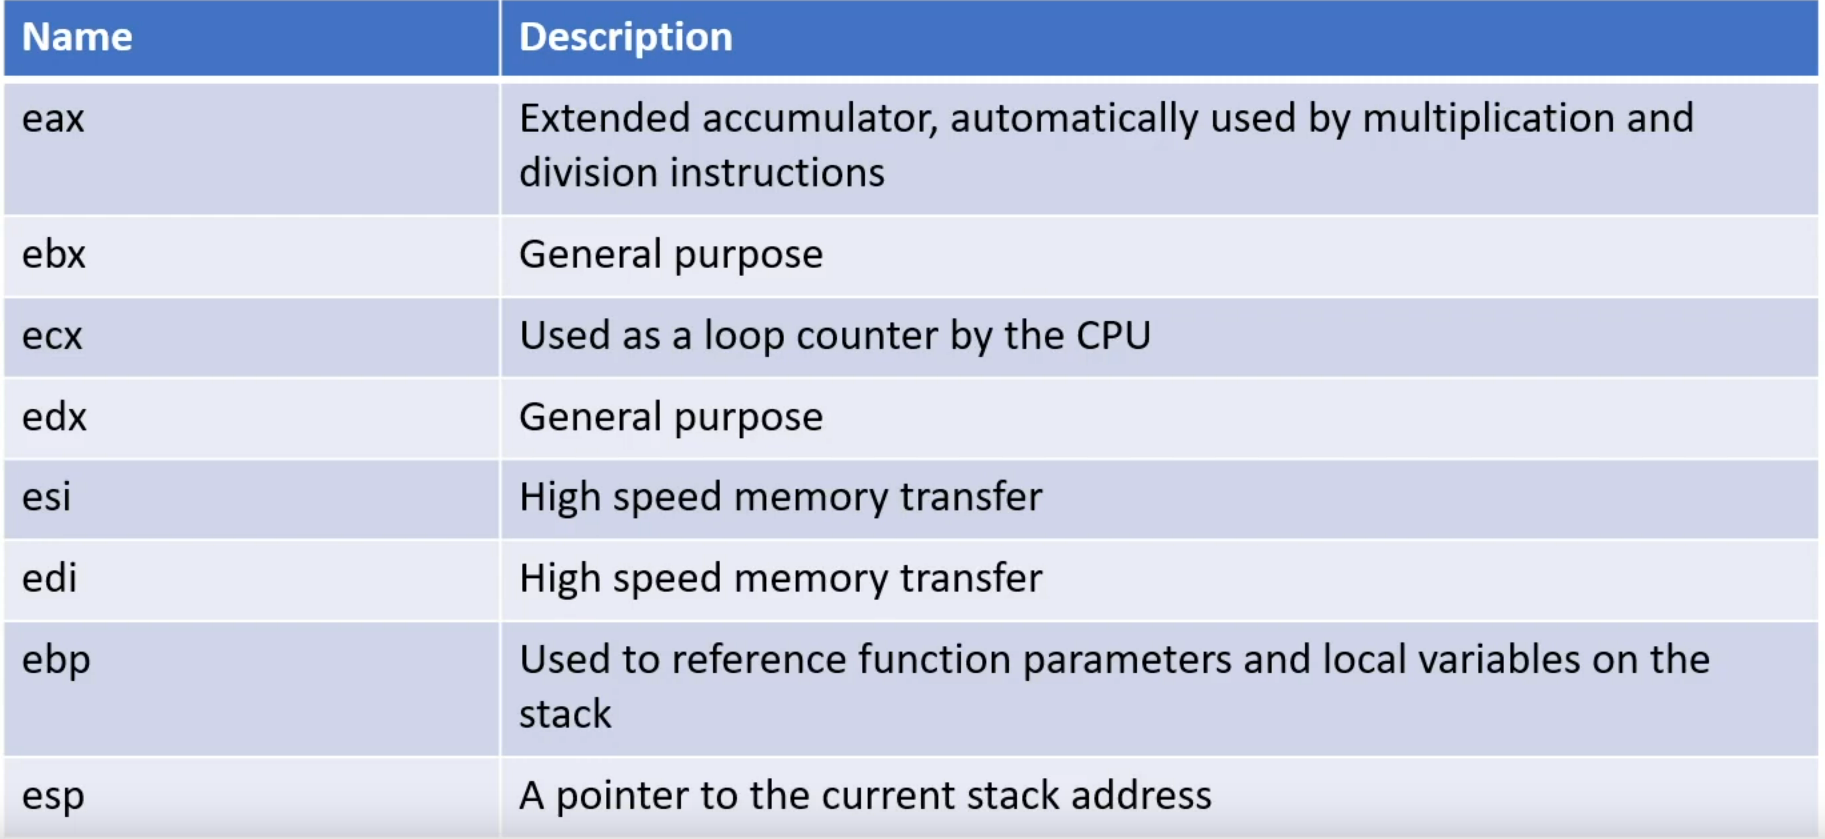 Name Description
eax Extended accumulator, automatically used by multiplication and
division instructions
ebx General purpose
ecx Used as a loop counter by the CPU
edx General purpose
esi High speed memory transfer
edi High speed memory transfer
ebp Used to reference function parameters and local variables on the
stack
esp A pointer to the current stack address